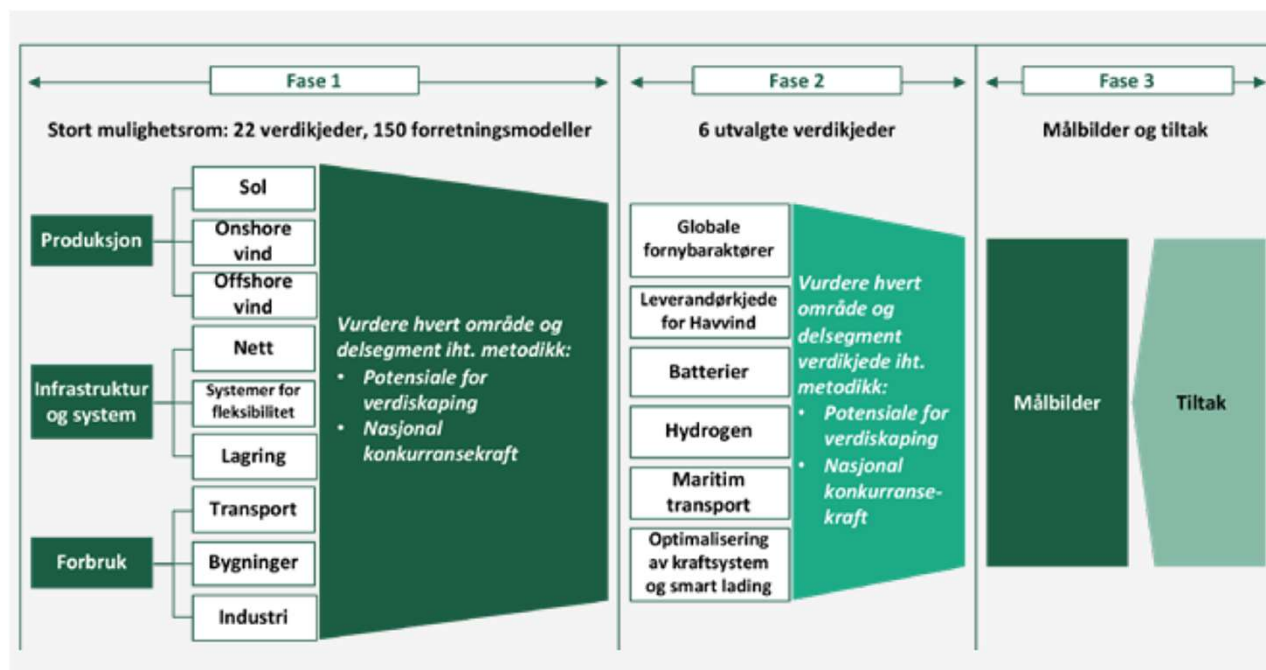 Fase 1
Stort mulighetsrom: 22 verdikjeder, 150 forretningsmodeller
Produksjon
Sol
Onshore
vind
Offshore
vind
Infrastruktur
og system
Nett
Systemer for
fleksibilitet
Lagring
Forbruk
Transport
Bygninger
Industri
Vurdere hvert område og
delsegment iht. metodikk:
• Potensiale for
verdiskaping
• Nasjonal
konkurransekraft
Fase 2
6 utvalgte verdikjeder
Globale
fornybaraktører
Leverandørkjede
for Havvind
Batterier
Hydrogen
Maritim
transport
Optimalisering
av kraftsystem
og smart lading
Vurdere hvert
område og
delsegment
verdikjede iht.
metodikk:
• Potensiale for
verdiskaping
• Nasjonal
konkurranse-
kraft
Fase 3
Målbilder og tiltak
Målbilder
Tiltak